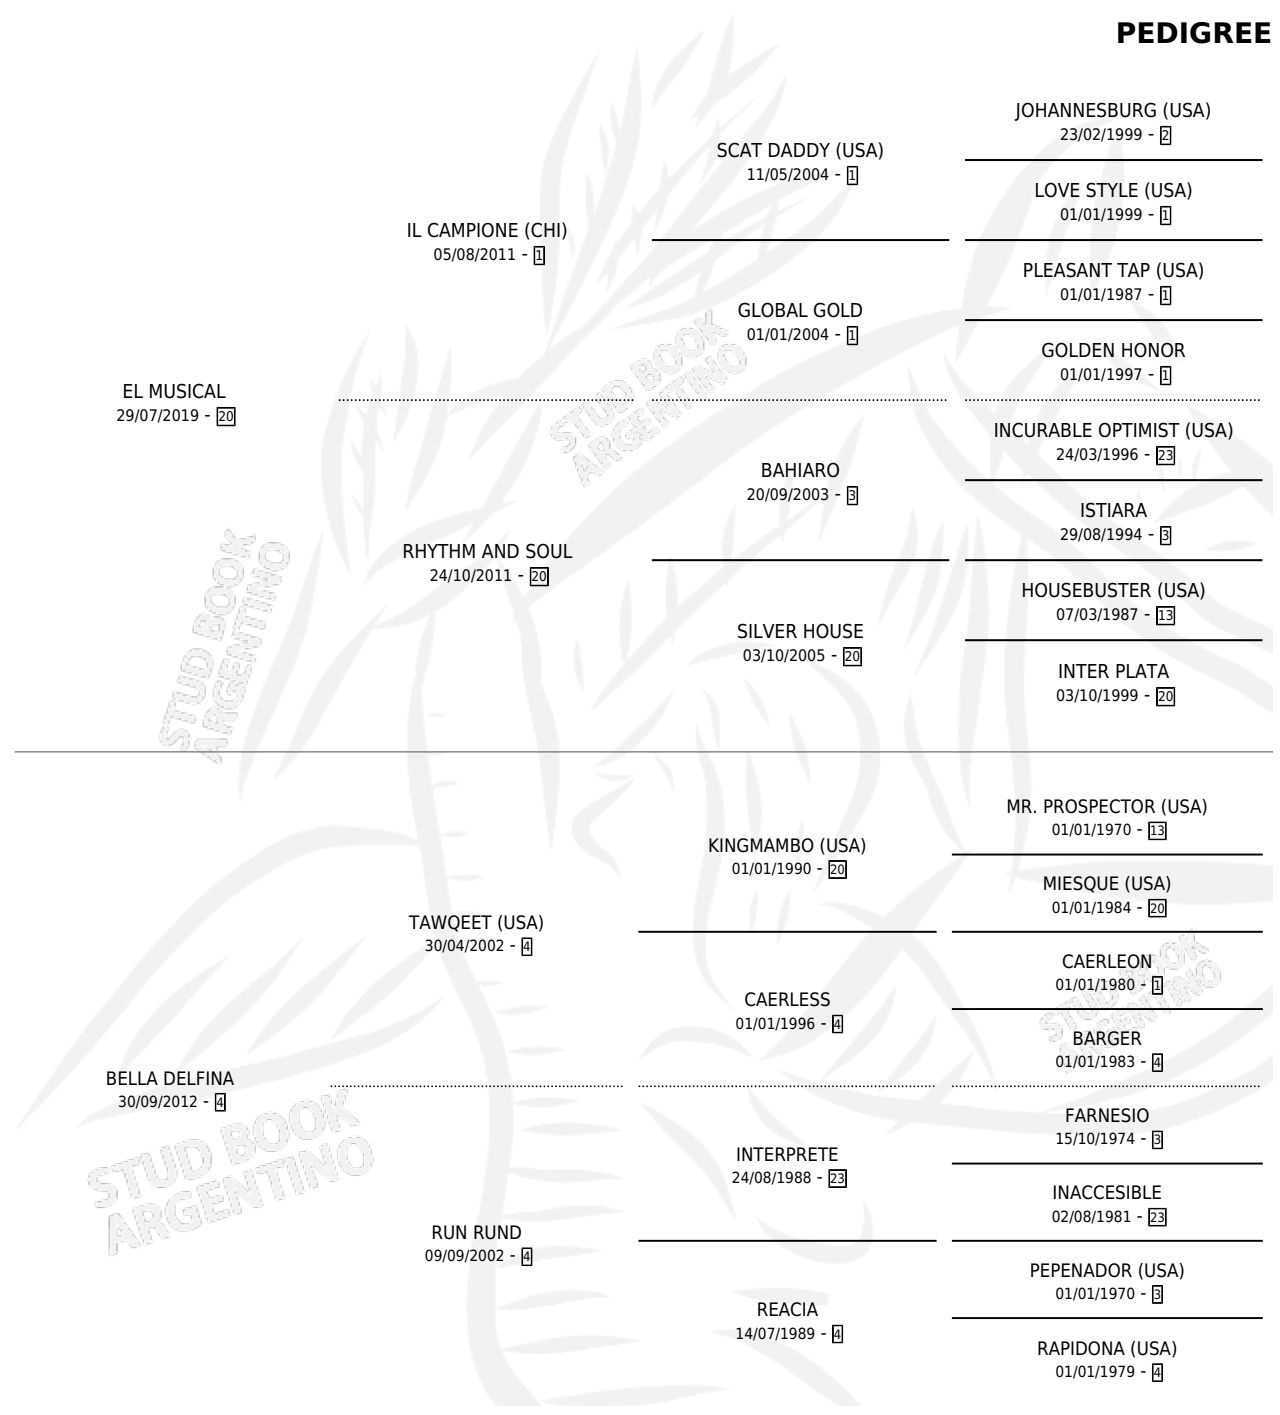 PEDIGREE
JOHANNESBURG (USA)
23/02/1999 - 2
SCAT DADDY (USA)
11/05/2004 - 1
LOVE STYLE (USA)
01/01/1999 - 1
IL CAMPIONE (CHI)
05/08/2011 - 1
PLEASANT TAP (USA)
01/01/1987 - 1
GLOBAL GOLD
01/01/2004 - 1
GOLDEN HONOR
01/01/1997 - 1
EL MUSICAL
29/07/2019 - 20
INCURABLE OPTIMIST (USA)
24/03/1996 - 23
BAHIARO
20/09/2003 - 3
ISTIARA
29/08/1994 - 3
RHYTHM AND SOUL
24/10/2011 - 20
HOUSEBUSTER (USA)
07/03/1987 - 13
SILVER HOUSE
03/10/2005 - 20
INTER PLATA
03/10/1999 - 20
MR. PROSPECTOR (USA)
01/01/1970 - 13
KINGMAMBO (USA)
01/01/1990 - 20
MIESQUE (USA)
01/01/1984 - 20
TAWQEET (USA)
30/04/2002 - 4
CAERLEON
01/01/1980 - 1
CAERLESS
01/01/1996 - 4
BARGER
01/01/1983 - 4
BELLA DELFINA
30/09/2012 - 4
FARNESIO
15/10/1974 - 3
INTERPRETE
24/08/1988 - 23
INACCESIBLE
02/08/1981 - 23
RUN RUND
09/09/2002 - 4
PEPENADOR (USA)
01/01/1970 - 3
REACIA
14/07/1989 - 4
RAPIDONA (USA)
01/01/1979 - 4
STUD BOOK
ARGENTINO
STUD BOOK
ARGENTINO
STUD BOOK
ARGENTINO
STUD BOOK
ARGENTINO